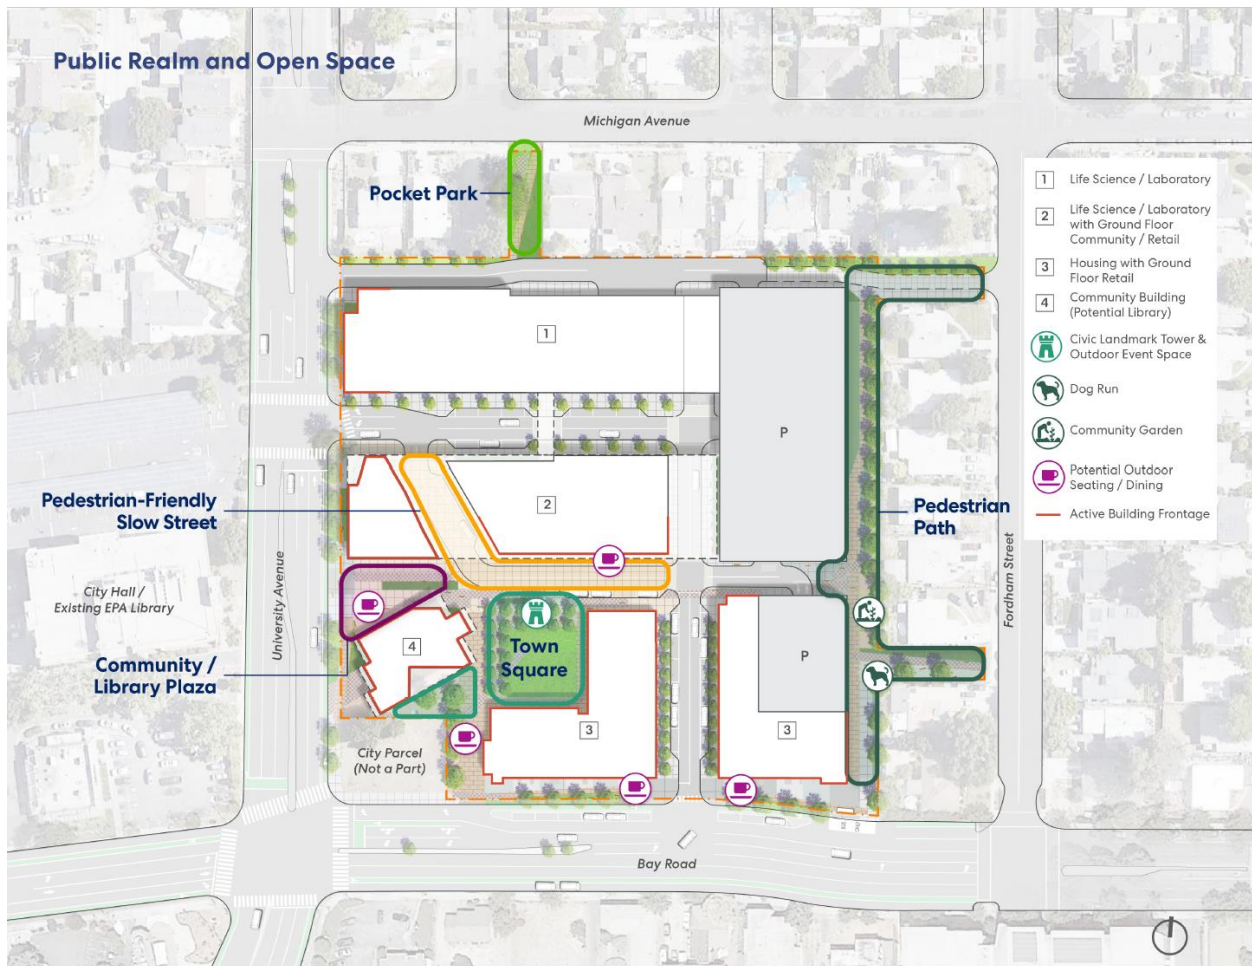 Public Realm and Open Space
Michigan Avenue
Pocket Park
1
Life Science / Laboratory
2
Life Science / Laboratory
with Ground Floor
Community / Retail
3
Housing with Ground
Floor Retail
4
Community Building
(Potential Library)
Civic Landmark Tower &
Outdoor Event Space
Dog Run
Community Garden
Potential Outdoor
Seating / Dining
Active Building Frontage
1
P
Pedestrian-Friendly
Slow Street
2
Pedestrian
Path
City Hall /
Existing EPA Library
University Avenue
Fordham Street
4
Town
Square
P
Community /
Library Plaza
3
3
City Parcel
(Not a Part)
Bay Road